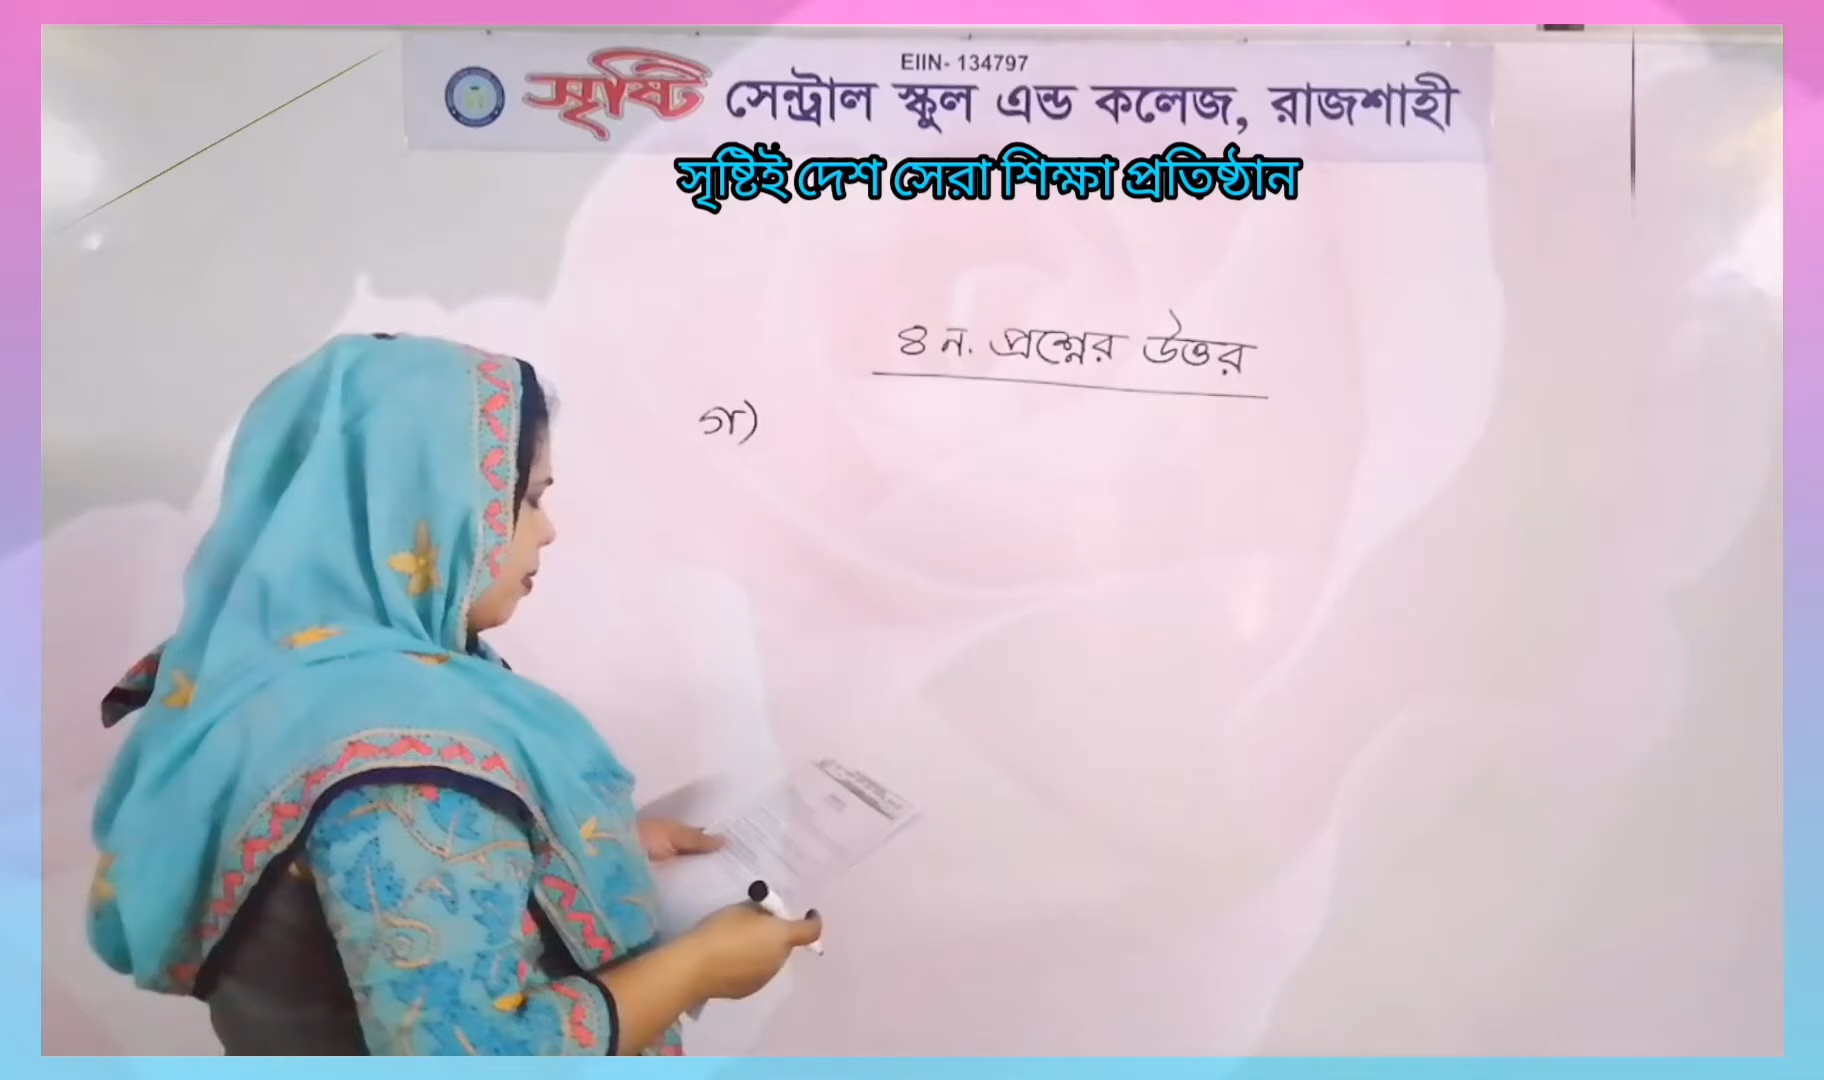 EIIN- 134797
সৃষ্টি সেন্ট্রাল স্কুল এন্ড কলেজ, রাজশাহী
সৃষ্টিই দেশ সেরা শিক্ষা প্রতিষ্ঠান
৪ ন. প্রশ্নের উত্তর
গ)